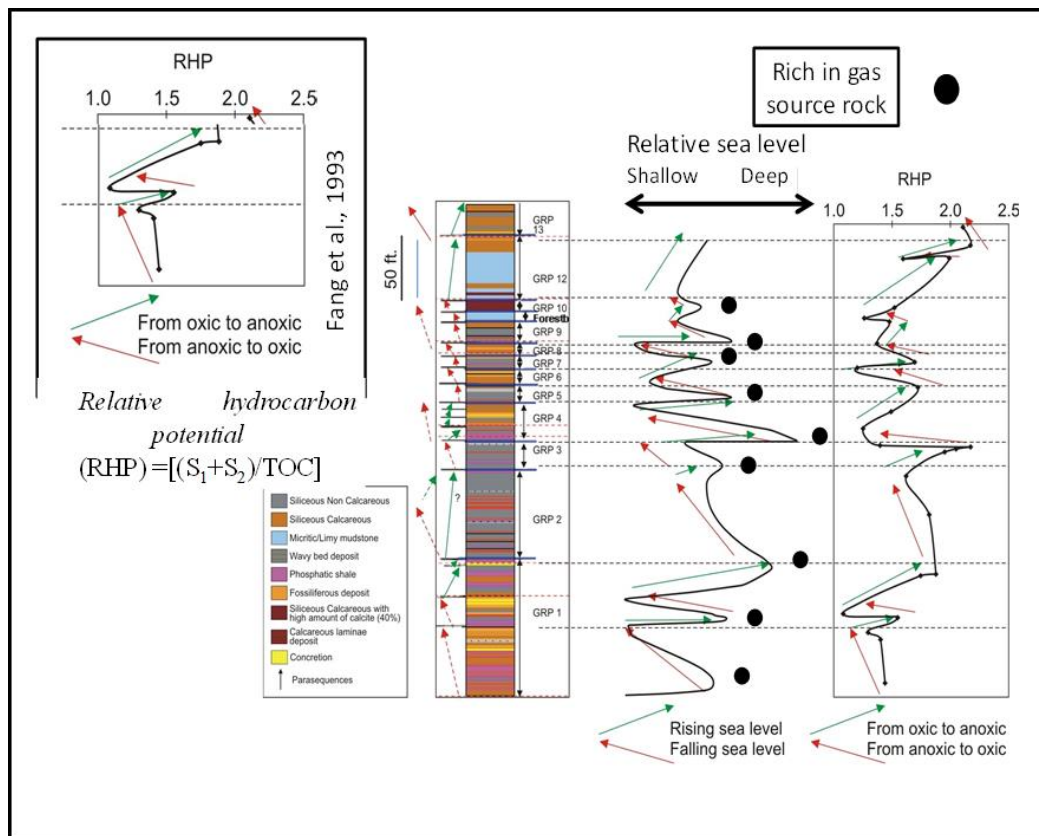 RHP
1.0 1.5 2.0 2.5
Fang et al., 1993
From oxic to anoxic
From anoxic to oxic
Relative hydrocarbon
potential
(RHP) =[(S₁+S₂)/TOC]
Siliceous Non Calcareous
Siliceous Calcareous
Micritic/Limy mudstone
Wavy bed deposit
Phosphatic shale
Fossiliferous deposit
Siliceous Calcareous with
high amount of calcite (40%)
Calcareous laminae
deposit
Concretion
Parasequences
50 ft.
GRP
13
GRP 12
GRP 10
Forestb
GRP 9
GRP 8
GRP 7
GRP 6
GRP 5
GRP 4
GRP 3
?
GRP 2
GRP 1
Rich in gas
source rock
Relative sea level
Shallow Deep
Rising sea level
Falling sea level
RHP
1.0 1.5 2.0 2.5
From oxic to anoxic
From anoxic to oxic